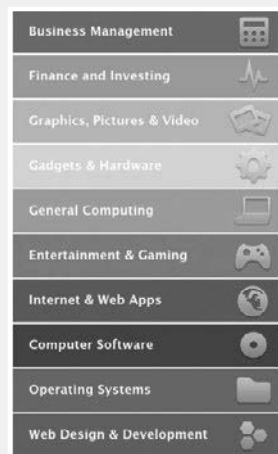 Business Management
Finance and Investing
Graphics, Pictures & Video
Gadgets & Hardware
General Computing
Entertainment & Gaming
Internet & Web Apps
Computer Software
Operating Systems
Web Design & Development